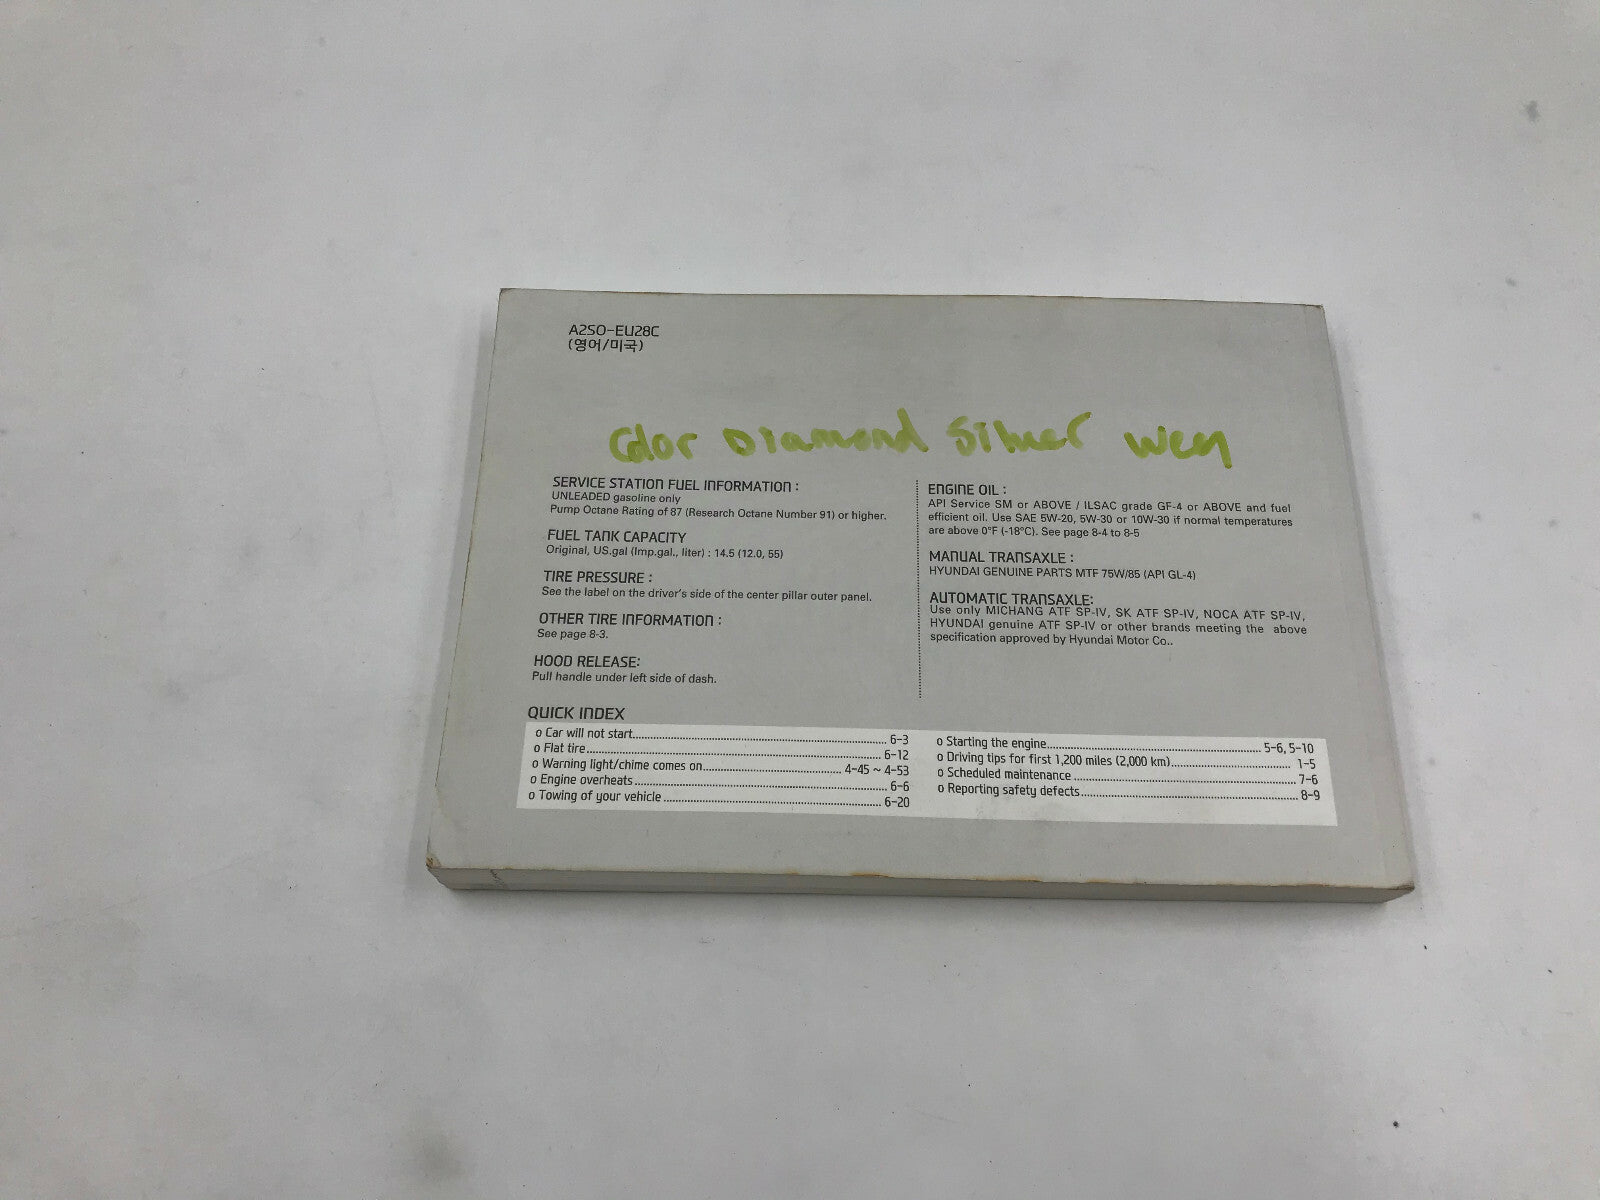 A2SO-EU28C
(영어/미국)
Color Diamond Silver
SERVICE STATION FUEL INFORMATION :
UNLEADED gasoline only
Pump Octane Rating of 87 (Research Octane Number 91) or higher.
FUEL TANK CAPACITY
Original, US.gal (Imp.gal., liter) : 14.5 (12.0, 55)
TIRE PRESSURE :
See the label on the driver's side of the center pillar outer panel.
OTHER TIRE INFORMATION :
See page 8-3.
HOOD RELEASE:
Pull handle under left side of dash.
ENGINE OIL :
API Service SM or ABOVE / ILSAC grade GF-4 or ABOVE and fuel
efficient oil. Use SAE 5W-20, 5W-30 or 10W-30 if normal temperatures
are above 0°F (-18°C). See page 8-4 to 8-5
MANUAL TRANSAXLE :
HYUNDAI GENUINE PARTS MTF 75W/85 (API GL-4)
AUTOMATIC TRANSAXLE:
Use only MICHANG ATF SP-IV, SK ATF SP-IV, NOCA ATF SP-IV,
HYUNDAI genuine ATF SP-IV or other brands meeting the above
specification approved by Hyundai Motor Co..
QUICK INDEX
o Car will not start.......... 6-3
o Flat tire.......... 6-12
o Warning light/chime comes on.......... 4-45 ~ 4-53
o Engine overheats.......... 6-6
o Towing of your vehicle.......... 6-20
o Starting the engine.......... 5-6, 5-10
o Driving tips for first 1,200 miles (2,000 km).......... 1-5
o Scheduled maintenance.......... 7-6
o Reporting safety defects.......... 8-9